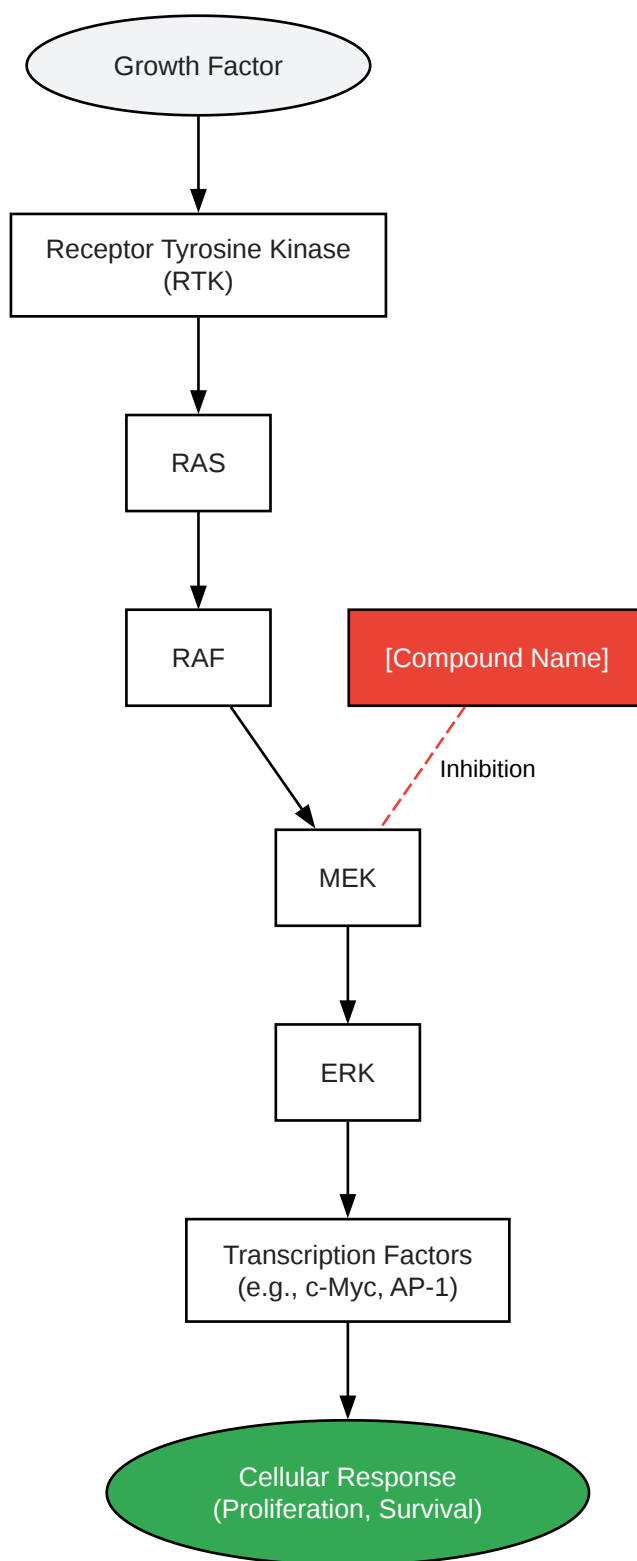 Growth Factor
Receptor Tyrosine Kinase
(RTK)
RAS
RAF
[Compound Name]
Inhibition
MEK
ERK
Transcription Factors
(e.g., c-Myc, AP-1)
Cellular Response
(Proliferation, Survival)